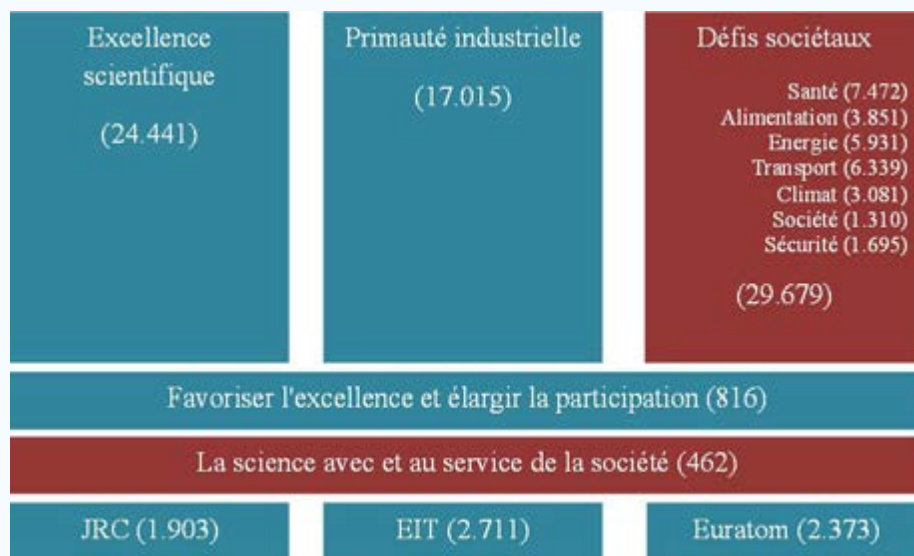 Excellence
scientifique
(24.441)
Primauté industrielle
(17.015)
Défis sociétaux
Santé (7.472)
Alimentation (3.851)
Energie (5.931)
Transport (6.339)
Climat (3.081)
Société (1.310)
Sécurité (1.695)
(29.679)
Favoriser l'excellence et élargir la participation (816)
La science avec et au service de la société (462)
JRC (1.903)
EIT (2.711)
Euratom (2.373)